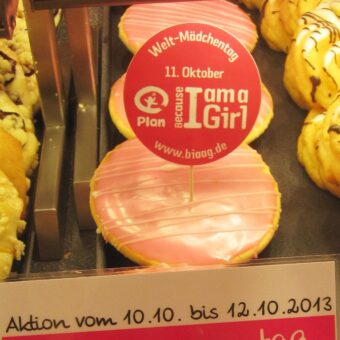 Welt-Mädchentag
11. Oktober
Plan
Because
I am a
Girl
www.biaag.de
Aktion vom 10.10. bis 12.10.2013